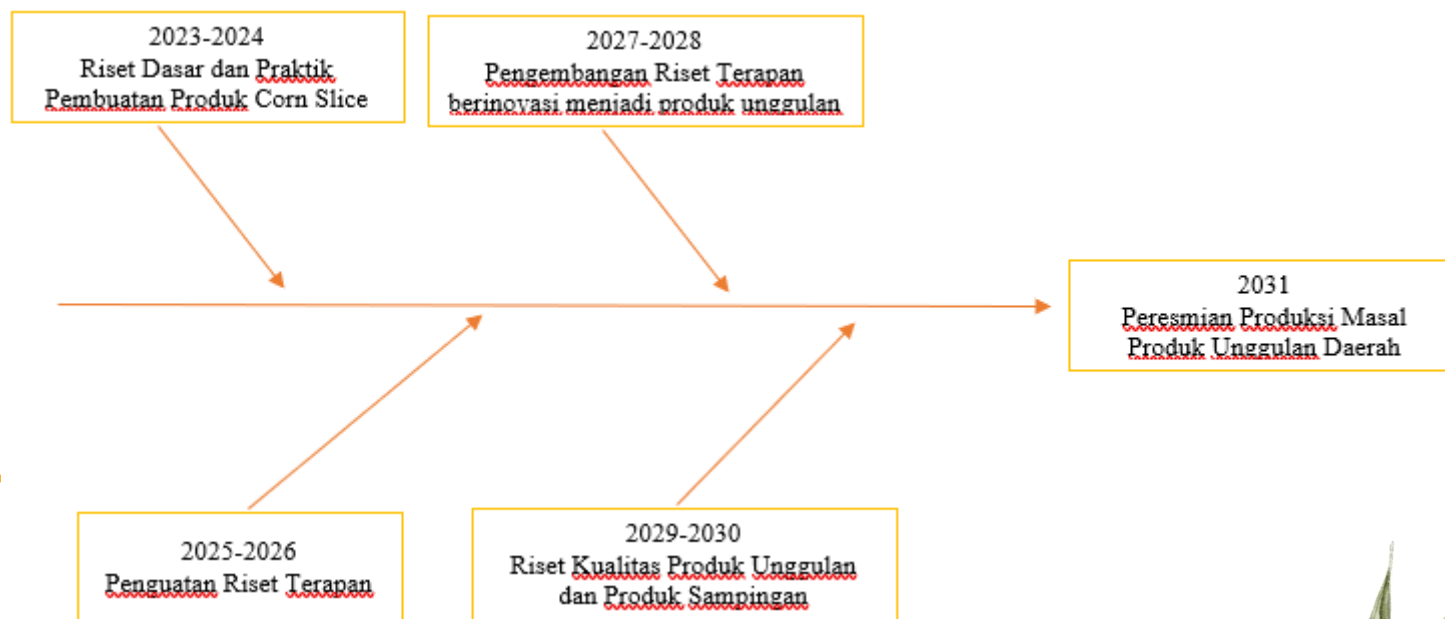 2023-2024
Riset Dasar dan Praktik
Pembuatan Produk Corn Slice
2027-2028
Pengembangan Riset Terapan
berinovasi menjadi produk unggulan
2031
Peresmian Produksi Masal
Produk Unggulan Daerah
2025-2026
Penguatan Riset Terapan
2029-2030
Riset Kualitas Produk Unggulan
dan Produk Sampingan